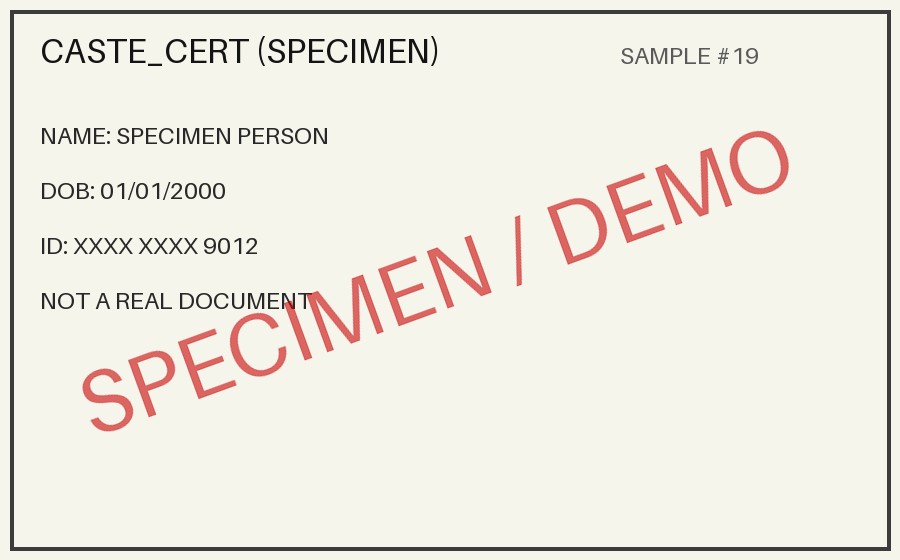 CASTE_CERT (SPECIMEN)
SAMPLE #19
NAME: SPECIMEN PERSON
DOB: 01/01/2000
ID: XXXX XXXX 9012
NOT A REAL DOCUMENT
SPECIMEN / DEMO